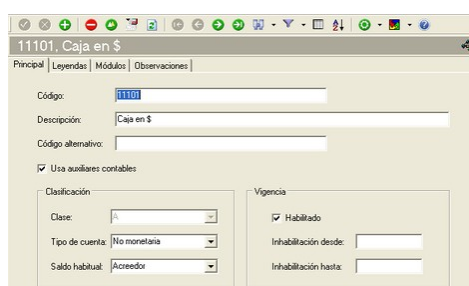 11101, Caja en $
Principal Leyendas Módulos Observaciones
Código: 11101
Descripción: Caja en $
Código alternativo:
Usa auxiliares contables
Clasificación
Clase: A
Tipo de cuenta: No monetaria
Saldo habitual: Acreedor
Vigencia
Habilitado
Inhabilitación desde:
Inhabilitación hasta: